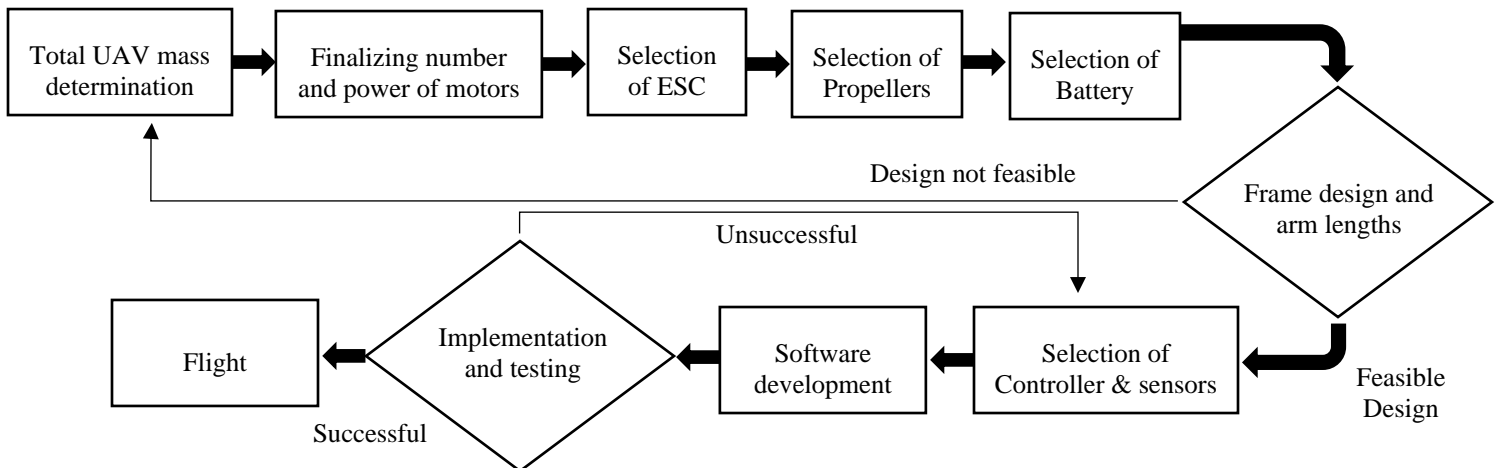 Total UAV mass
determination
Finalizing number
and power of motors
Selection
of ESC
Selection of
Propellers
Selection of
Battery
Design not feasible
Frame design and
arm lengths
Unsuccessful
Feasible
Design
Selection of
Controller & sensors
Software
development
Implementation
and testing
Successful
Flight